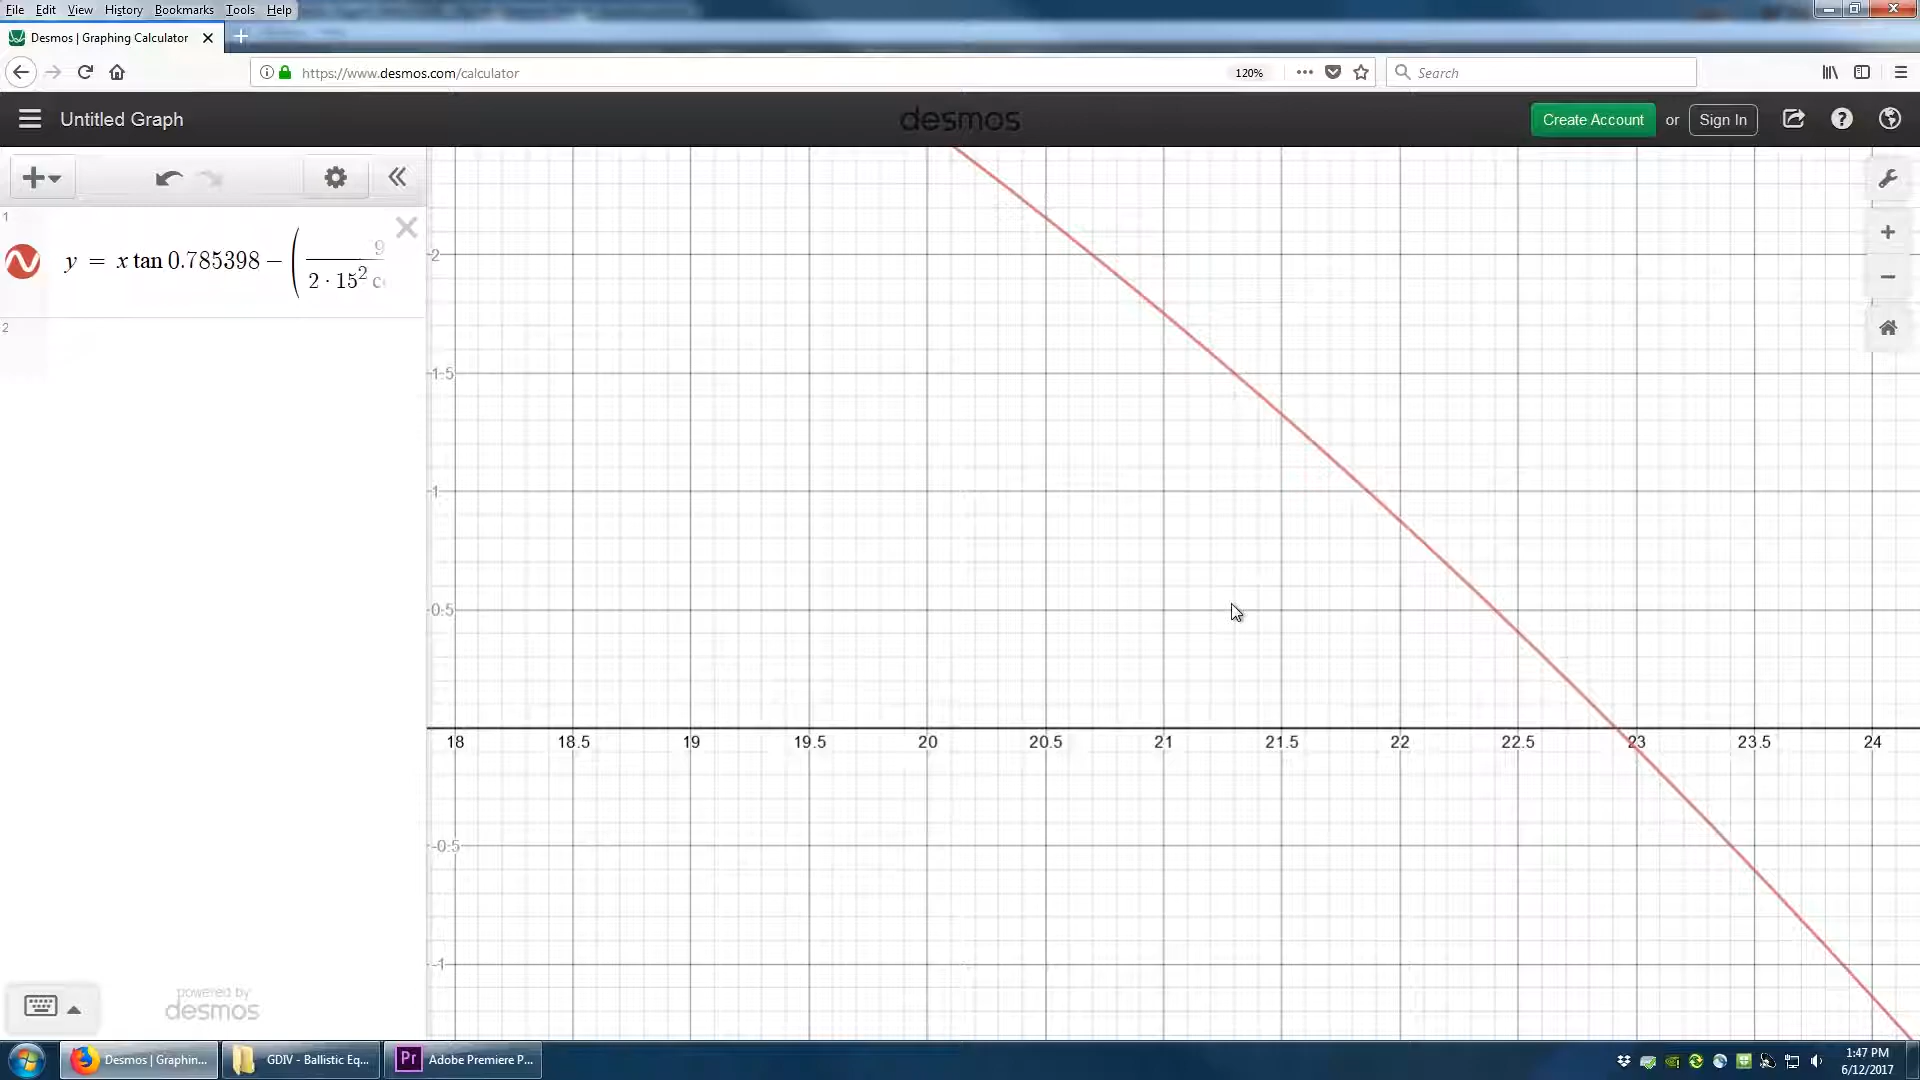 File Edit View History Bookmarks Tools Help
Desmos | Graphing Calculator
https://www.desmos.com/calculator 120% Search
Untitled Graph desmos Create Account or Sign In
1
y = x tan 0.785398 − ( 9
2 · 15² c
2
2
1.5
1
0.5
18 18.5 19 19.5 20 20.5 21 21.5 22 22.5 23 23.5 24
-0.5
-1
powered by
desmos
Desmos | Graphin... GDIV - Ballistic Eq... Pr Adobe Premiere P... 1:47 PM
6/12/2017